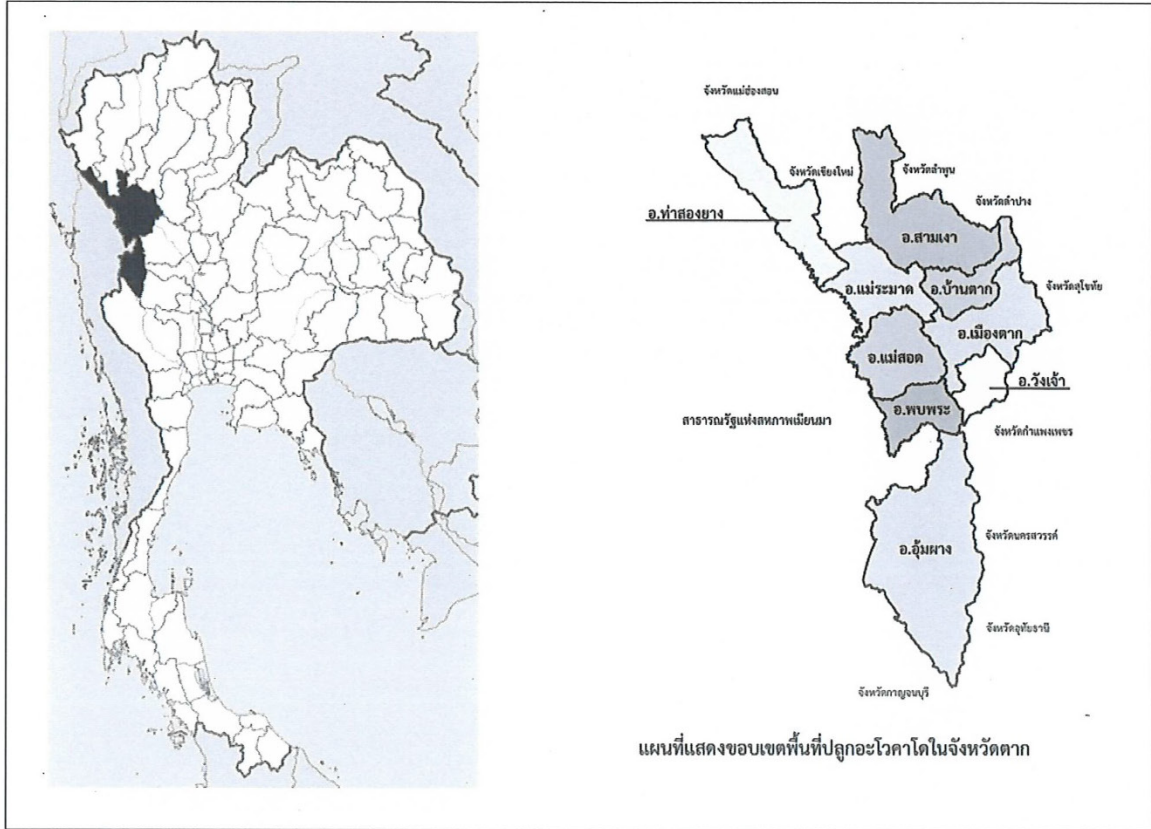 จังหวัดแม่ฮ่องสอน
จังหวัดเชียงใหม่
จังหวัดลำพูน
จังหวัดลำปาง
อ.ท่าสองยาง
อ.สามเงา
อ.แม่ระมาด
อ.บ้านตาก
จังหวัดสุโขทัย
อ.เมืองตาก
อ.แม่สอด
อ.วังเจ้า
อ.พบพระ
สาธารณรัฐแห่งสหภาพเมียนมา
จังหวัดกำแพงเพชร
จังหวัดนครสวรรค์
อ.อุ้มผาง
จังหวัดอุทัยธานี
จังหวัดกาญจนบุรี
แผนที่แสดงขอบเขตพื้นที่ปลูกอะโวคาโดในจังหวัดตาก